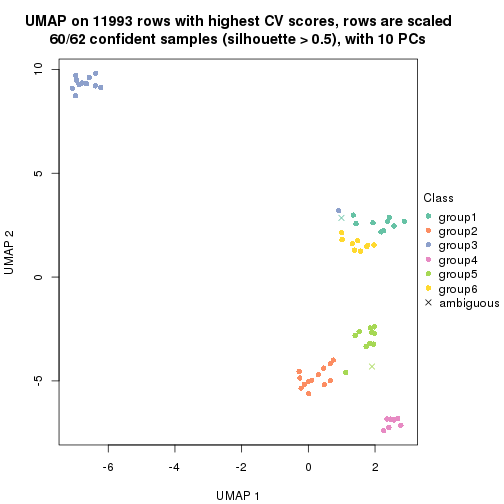 UMAP on 11993 rows with highest CV scores, rows are scaled
60/62 confident samples (silhouette > 0.5), with 10 PCs
10
5
0
-5
UMAP 2
-6
-4
-2
0
2
UMAP 1
Class
group1
group2
group3
group4
group5
group6
ambiguous